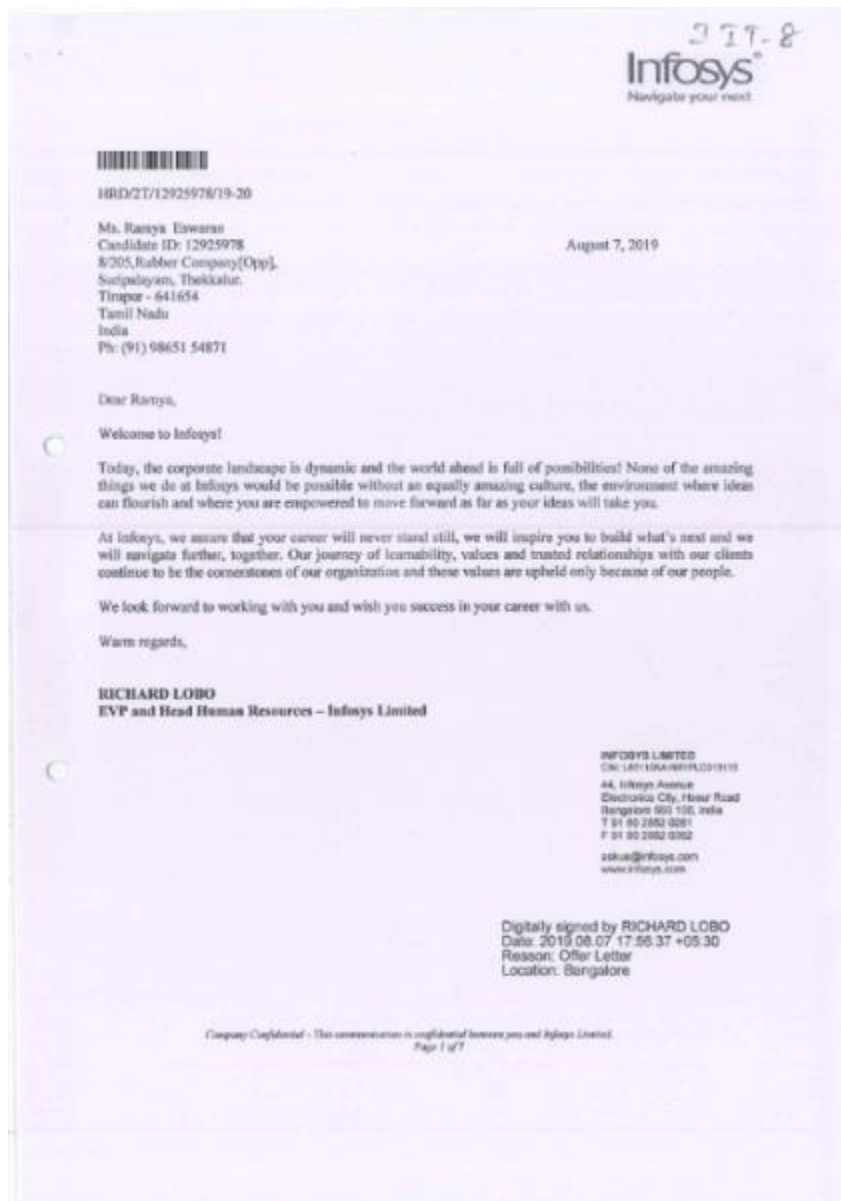 Infosys
Navigate your next
HRD/2T/12925978/19-20
Ms. Ramya Eswaran
Candidate ID: 12925978
August 7, 2019
8/205,Rubber Company[Opp],
Suripalayam, Thekkalur,
Tirupur - 641654
Tamil Nadu
India
Ph: (91) 98651 54871
Dear Ramya,
Welcome to Infosys!
Today, the corporate landscape is dynamic and the world ahead is full of possibilities! None of the amazing
things we do at Infosys would be possible without an equally amazing culture, the environment where ideas
can flourish and where you are empowered to move forward as far as your ideas will take you.
At Infosys, we assure that your career will never stand still, we will inspire you to build what's next and we
will navigate further, together. Our journey of learnability, values and trusted relationships with our clients
continue to be the cornerstones of our organization and these values are upheld only because of our people.
We look forward to working with you and wish you success in your career with us.
Warm regards,
RICHARD LOBO
EVP and Head Human Resources – Infosys Limited
INFOSYS LIMITED
44, Infosys Avenue
Electronics City, Hosur Road
Bangalore 560 100, India
T 91 80 2852 0261
F 91 80 2852 0362
askus@infosys.com
www.infosys.com
Digitally signed by RICHARD LOBO
Date: 2019.08.07 17:56:37 +05:30
Reason: Offer Letter
Location: Bangalore
Company Confidential - This communication is confidential between you and Infosys Limited.
Page 1 of 7